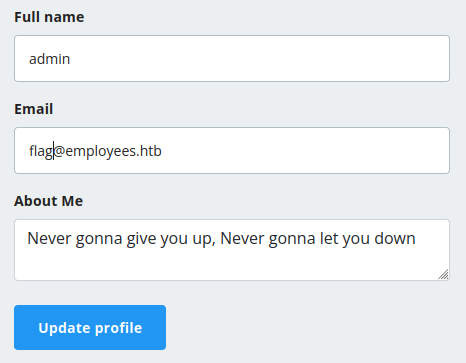 Full name
admin
Email
flag@employees.htb
About Me
Never gonna give you up, Never gonna let you down
Update profile